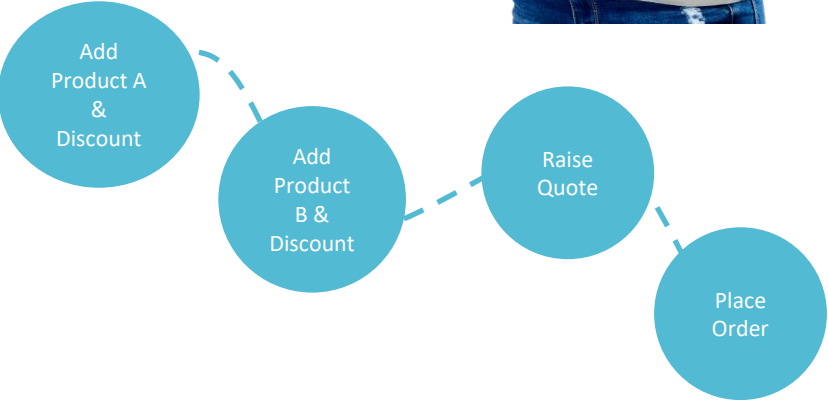 Add
Product A
&
Discount
Add
Product
B &
Discount
Raise
Quote
Place
Order